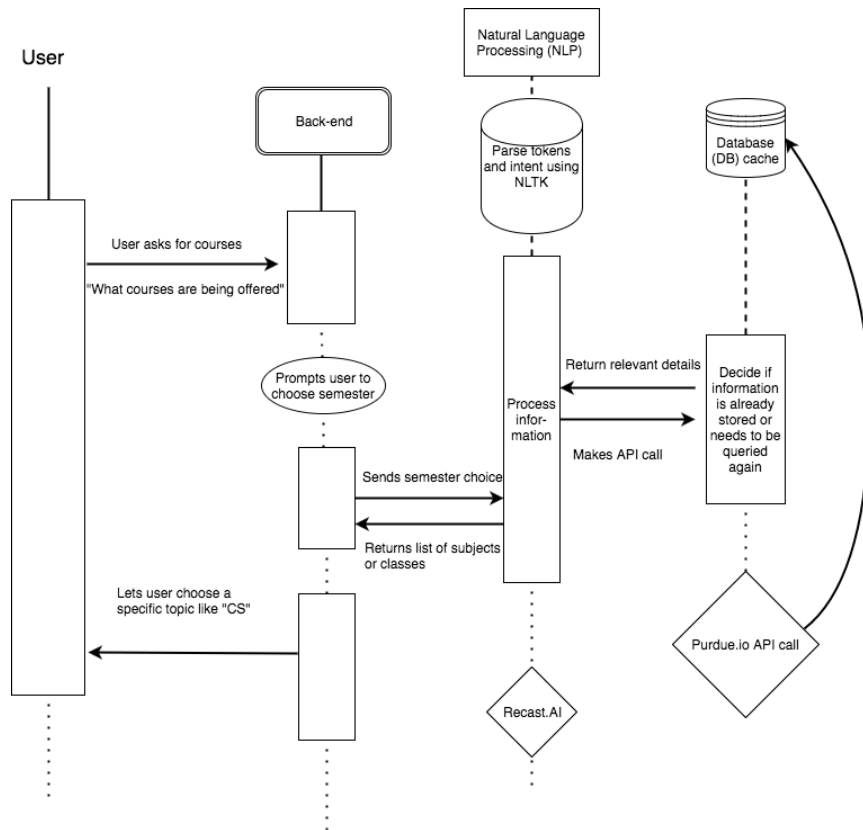 Natural Language
Processing (NLP)
User
Back-end
Database
(DB) cache
Parse tokens
and intent using
NLTK
User asks for courses
"What courses are being offered"
Return relevant details
Prompts user to
choose semester
Decide if
information
is already
stored or
needs to be
queried
again
Process
infor-
mation
Makes API call
Sends semester choice
Returns list of subjects
or classes
Lets user choose a
specific topic like "CS"
Purdue.io API call
Recast.AI